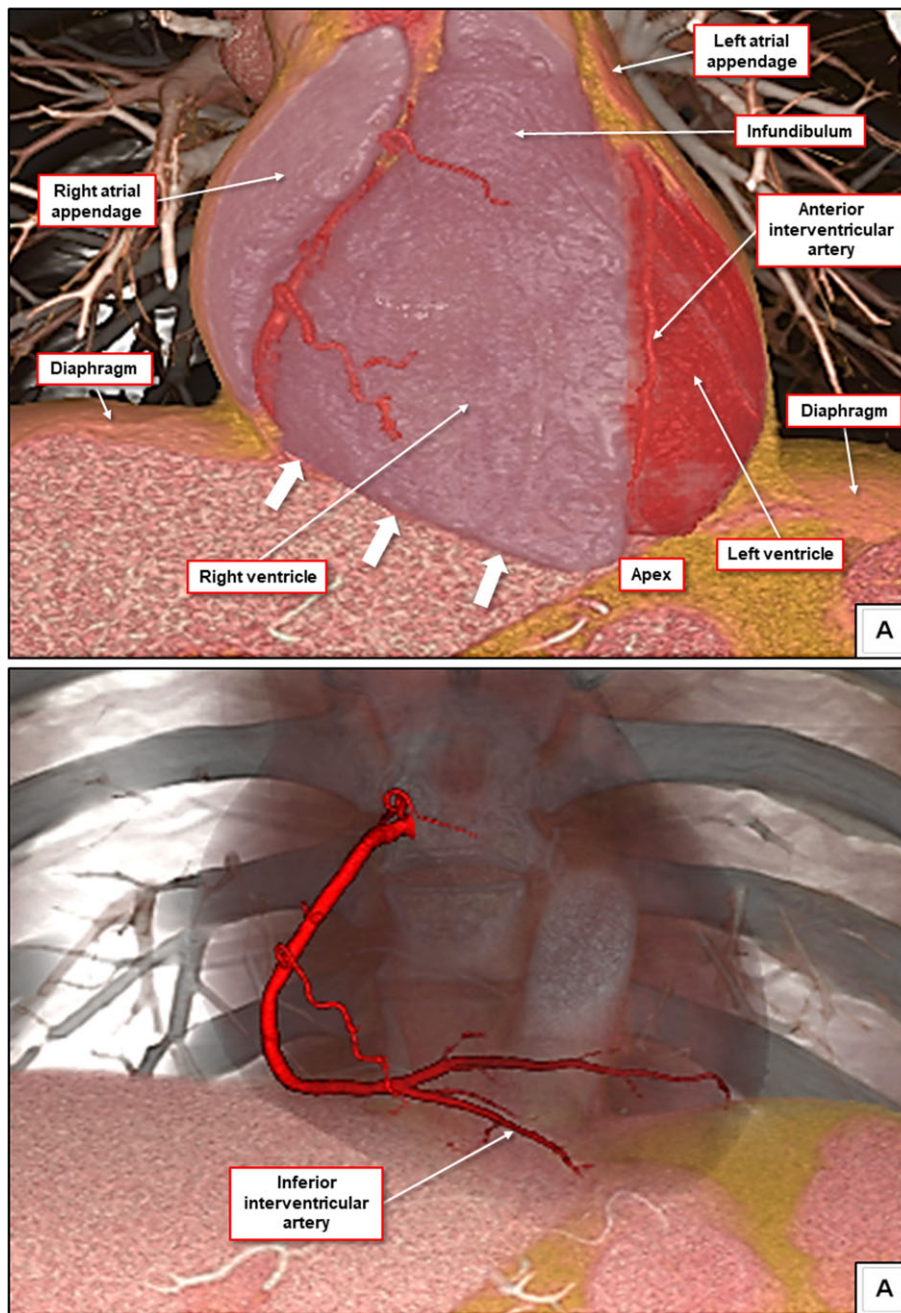 Left atrial
appendage
Infundibulum
Right atrial
appendage
Anterior
interventricular
artery
Diaphragm
Diaphragm
Right ventricle
Apex
Left ventricle
A
Inferior
interventricular
artery
A